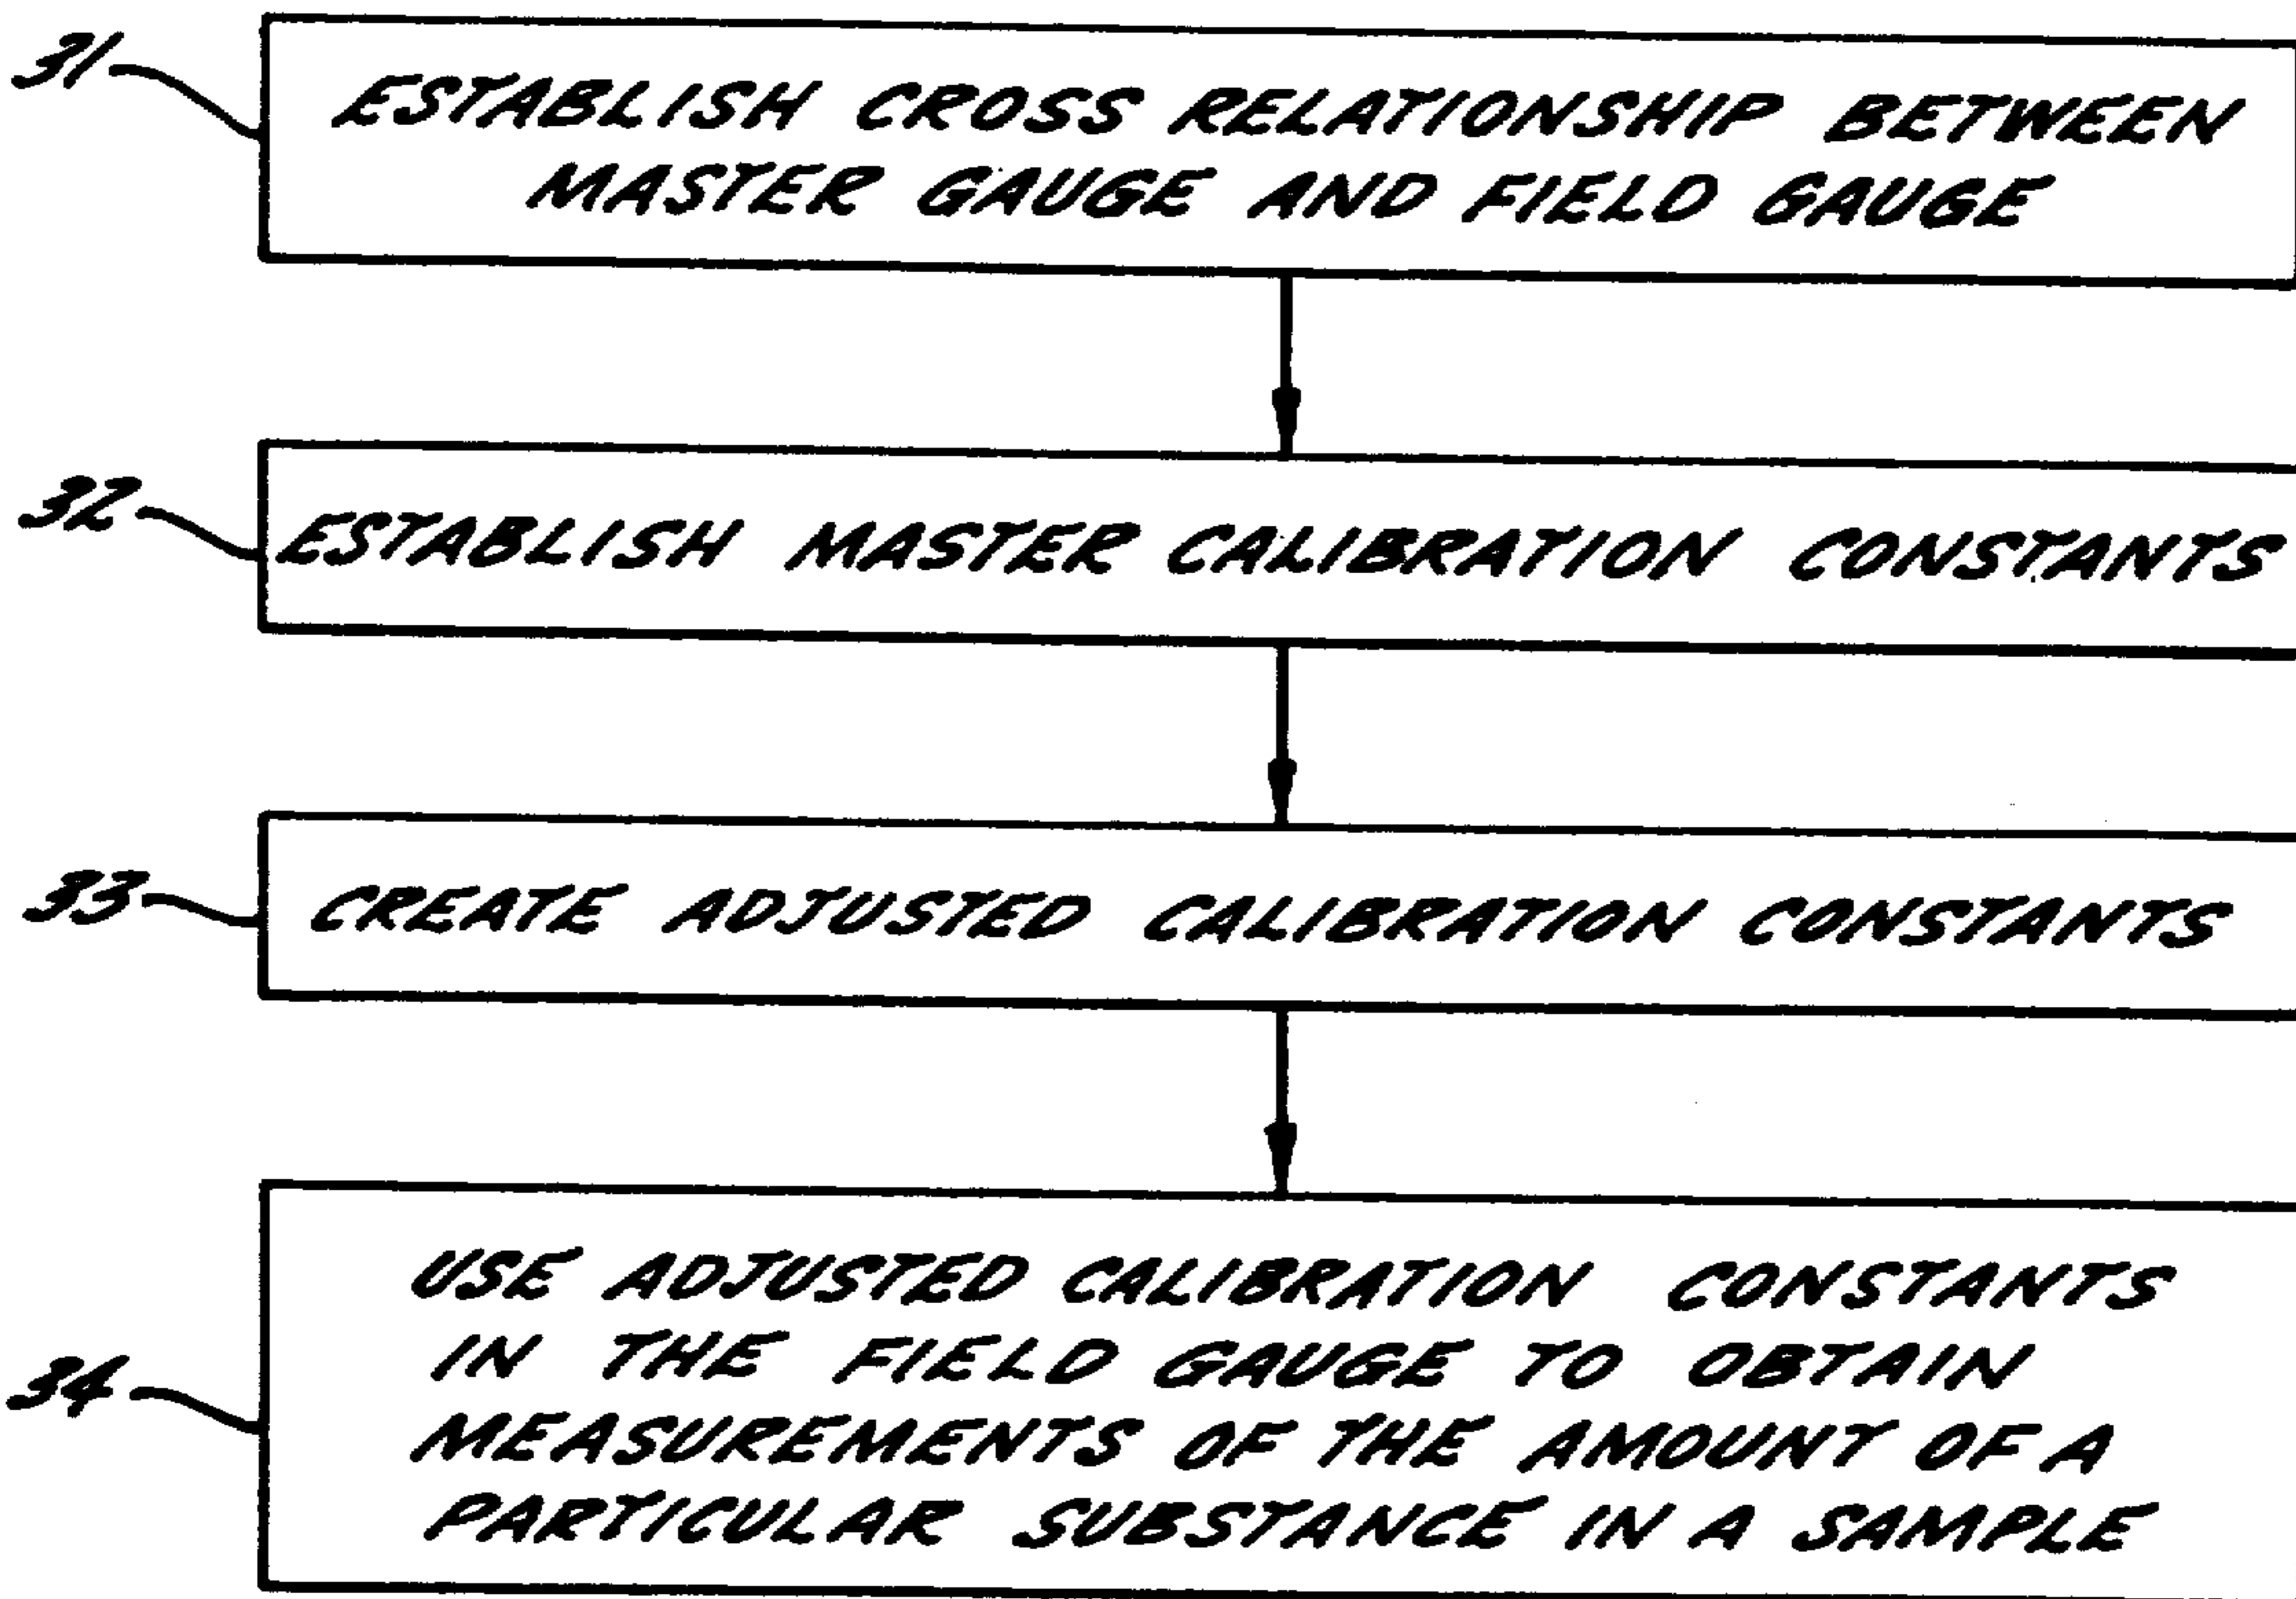 31
ESTABLISH CROSS RELATIONSHIP BETWEEN
MASTER GAUGE AND FIELD GAUGE
32
ESTABLISH MASTER CALIBRATION CONSTANTS
33
CREATE ADJUSTED CALIBRATION CONSTANTS
34
USE ADJUSTED CALIBRATION CONSTANTS
IN THE FIELD GAUGE TO OBTAIN
MEASUREMENTS OF THE AMOUNT OF A
PARTICULAR SUBSTANCE IN A SAMPLE